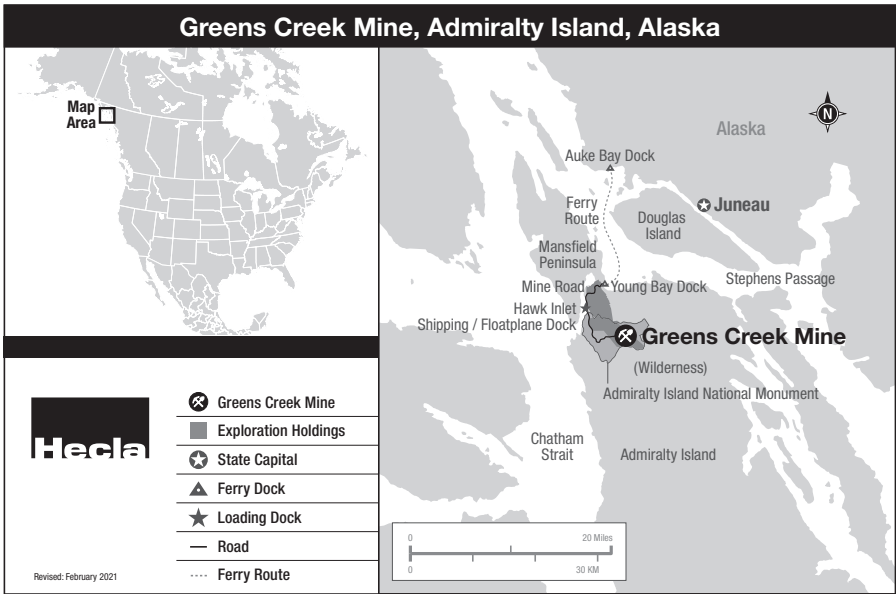 Greens Creek Mine, Admiralty Island, Alaska
Map
Area
N
Alaska
Auke Bay Dock
Ferry
Route
Juneau
Douglas
Island
Mansfield
Peninsula
Stephens Passage
Mine Road
Young Bay Dock
Hawk Inlet
Shipping / Floatplane Dock
Greens Creek Mine
(Wilderness)
Admiralty Island National Monument
Chatham
Strait
Admiralty Island
0
20 Miles
0
30 KM
Hecla
Greens Creek Mine
Exploration Holdings
State Capital
Ferry Dock
Loading Dock
Road
Ferry Route
Revised: February 2021